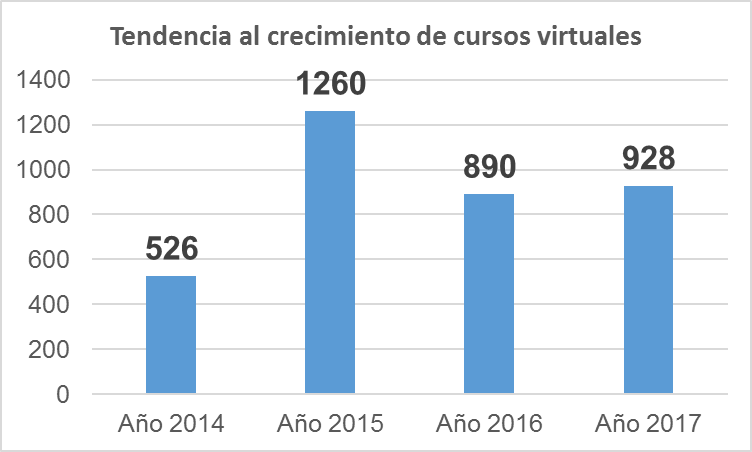 Tendencia al crecimiento de cursos virtuales
1400
1200
1000
800
600
400
200
0
526
1260
890
928
Año 2014
Año 2015
Año 2016
Año 2017